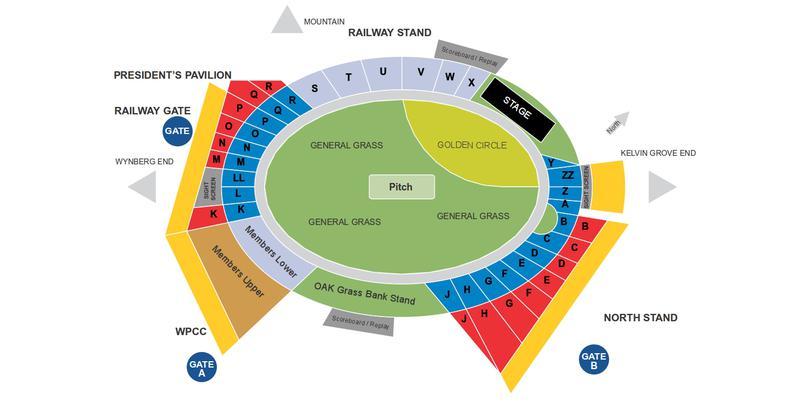 MOUNTAIN
RAILWAY STAND
Scoreboard / Replay
PRESIDENT'S PAVILION
RAILWAY GATE
GATE
WYNBERG END
S
T
U
V
W
X
STAGE
North
KELVIN GROVE END
R
Q
P
O
N
M
SIGHT
SCREEN
K
R
Q
P
O
N
M
LL
L
K
GENERAL GRASS
GOLDEN CIRCLE
Pitch
GENERAL GRASS
GENERAL GRASS
Y
ZZ
Z
A
SIGHT SCREEN
B
C
D
E
F
G
H
J
B
C
D
E
F
G
H
J
Members Lower
Members Upper
OAK Grass Bank Stand
Scoreboard / Replay
WPCC
GATE
A
NORTH STAND
GATE
B